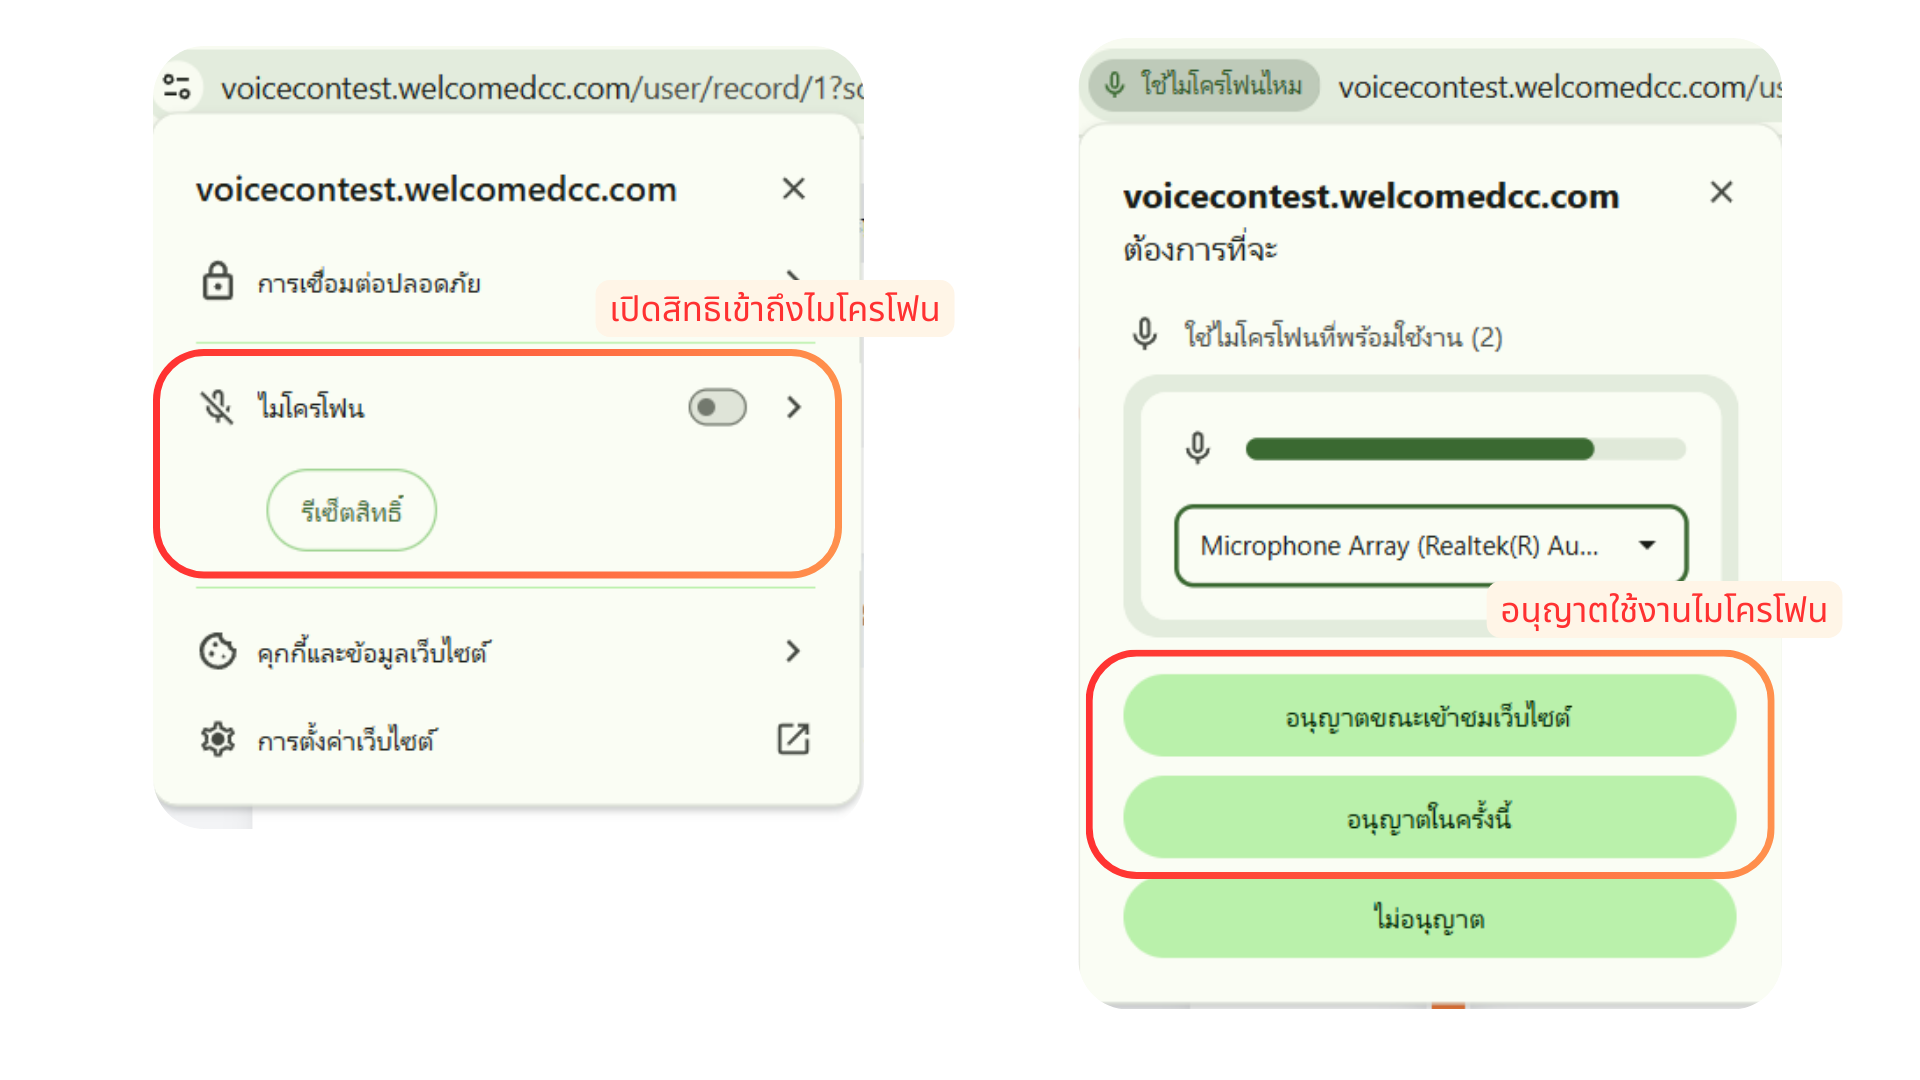 voicecontest.welcomedcc.com/user/record/1?sc
voicecontest.welcomedcc.com
การเชื่อมต่อปลอดภัย
เปิดสิทธิเข้าถึงไมโครโฟน
ไมโครโฟน
รีเซ็ตสิทธิ์
คุกกี้และข้อมูลเว็บไซต์
การตั้งค่าเว็บไซต์
ใช้ไมโครโฟนไหม voicecontest.welcomedcc.com/us
voicecontest.welcomedcc.com
ต้องการที่จะ
ใช้ไมโครโฟนที่พร้อมใช้งาน (2)
Microphone Array (Realtek(R) Au...
อนุญาตใช้งานไมโครโฟน
อนุญาตขณะเข้าชมเว็บไซต์
อนุญาตในครั้งนี้
ไม่อนุญาต